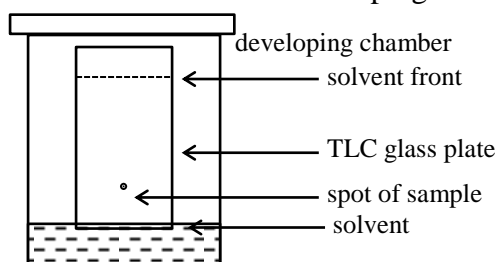 developing chamber
solvent front
TLC glass plate
spot of sample
solvent